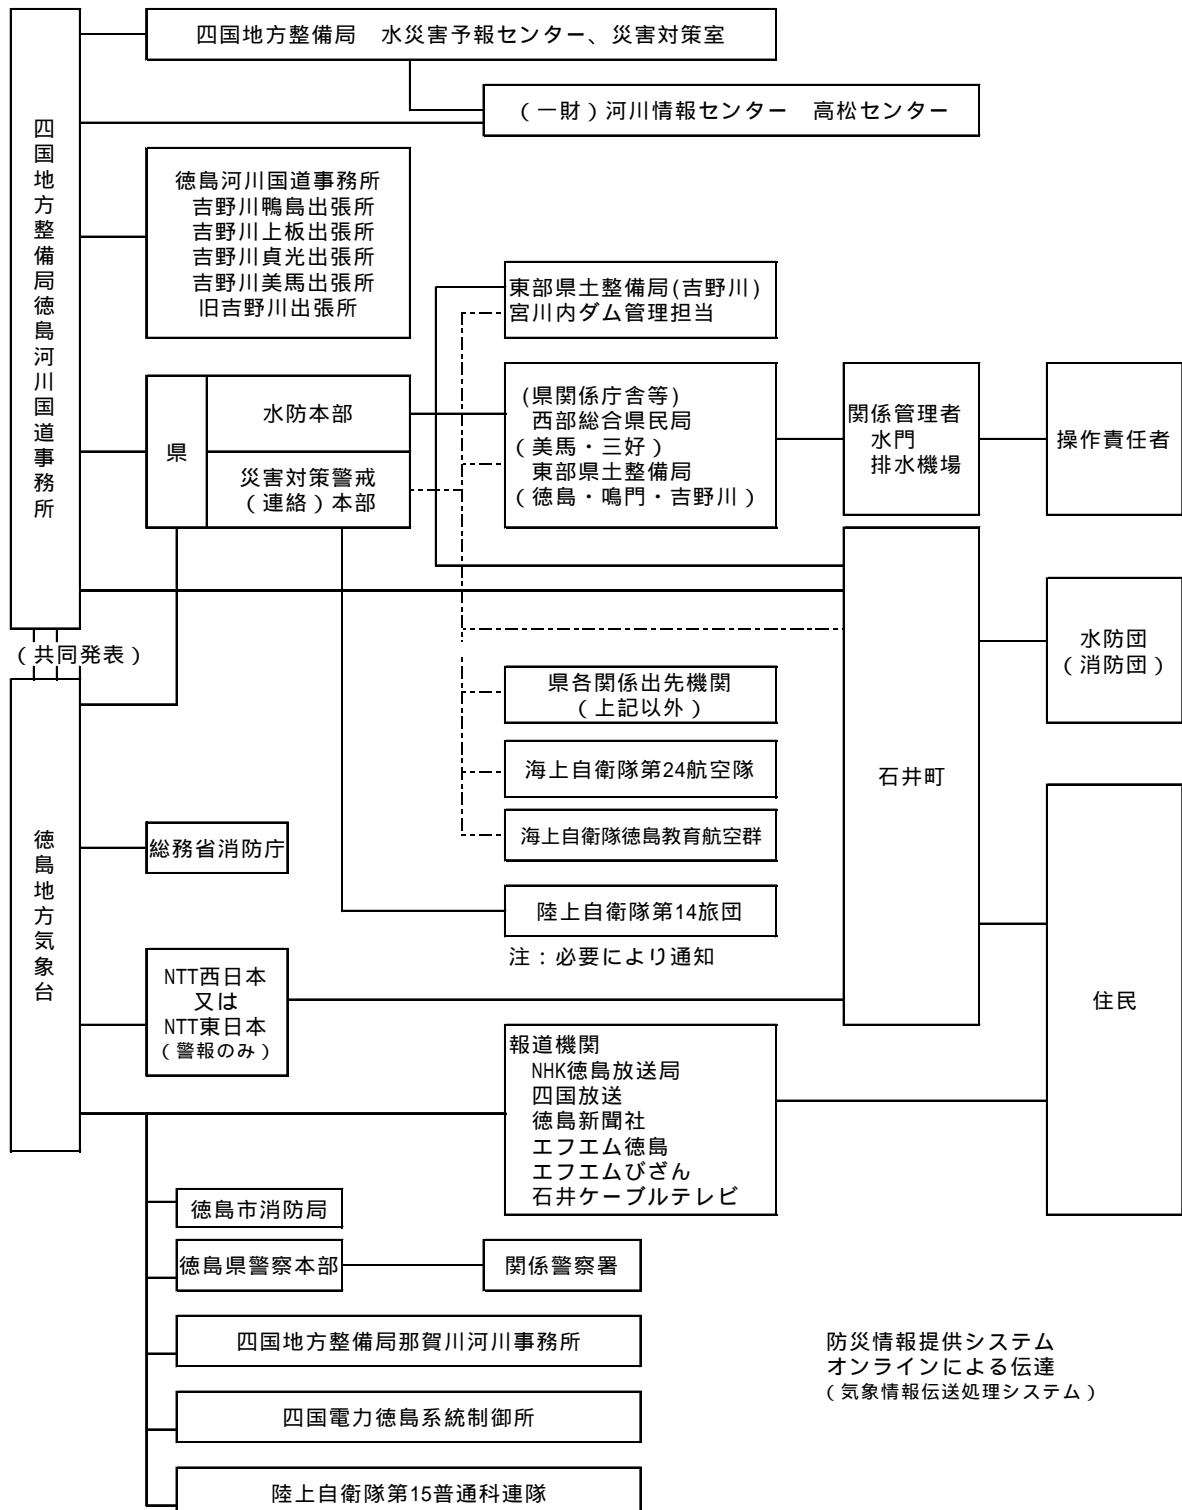 四国地方整備局　水災害予報センター、災害対策室
（一財）河川情報センター　高松センター
四国地方整備局徳島河川国道事務所
徳島河川国道事務所
吉野川鴨島出張所
吉野川上板出張所
吉野川貞光出張所
吉野川美馬出張所
旧吉野川出張所
東部県土整備局(吉野川)
宮川内ダム管理担当
県
水防本部
災害対策警戒
（連絡）本部
(県関係庁舎等)
西部総合県民局
（美馬・三好）
東部県土整備局
（徳島・鳴門・吉野川）
関係管理者
水門
排水機場
操作責任者
（共同発表）
水防団
（消防団）
県各関係出先機関
（上記以外）
海上自衛隊第24航空隊
海上自衛隊徳島教育航空群
石井町
徳島地方気象台
総務省消防庁
陸上自衛隊第14旅団
注：必要により通知
NTT西日本
又は
NTT東日本
（警報のみ）
住民
報道機関
NHK徳島放送局
四国放送
徳島新聞社
エフエム徳島
エフエムびざん
石井ケーブルテレビ
徳島市消防局
徳島県警察本部
関係警察署
四国地方整備局那賀川河川事務所
四国電力徳島系統制御所
陸上自衛隊第15普通科連隊
防災情報提供システム
オンラインによる伝達
（気象情報伝送処理システム）